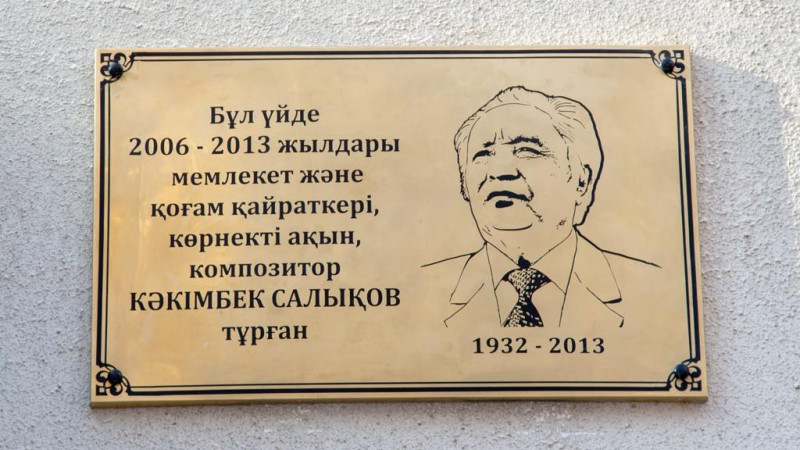 Бұл үйде
2006 - 2013 жылдары
мемлекет және
қоғам қайраткері,
көрнекті ақын,
композитор
КӘКІМБЕК САЛЫҚОВ
тұрған
1932 - 2013